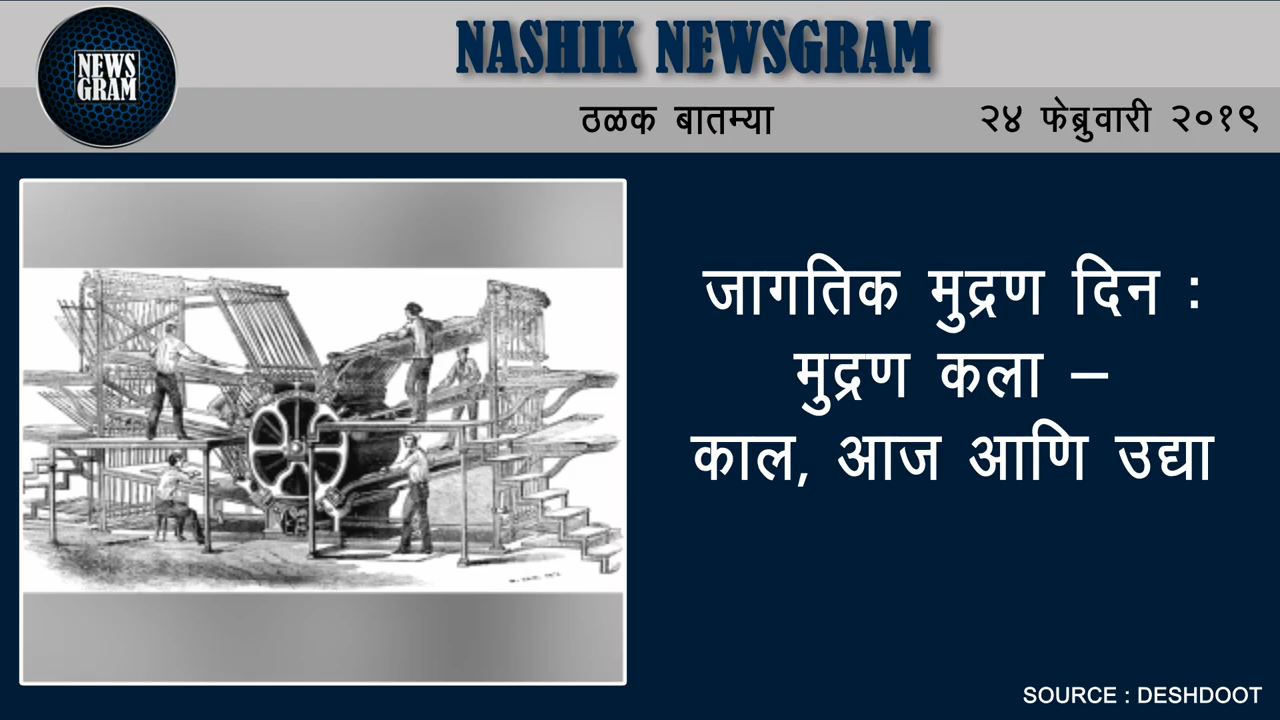 NEWS
GRAM
NASHIK NEWSGRAM
ठळक बातम्या
२४ फेब्रुवारी २०१९
जागतिक मुद्रण दिन :
मुद्रण कला –
काल, आज आणि उद्या
SOURCE : DESHDOOT